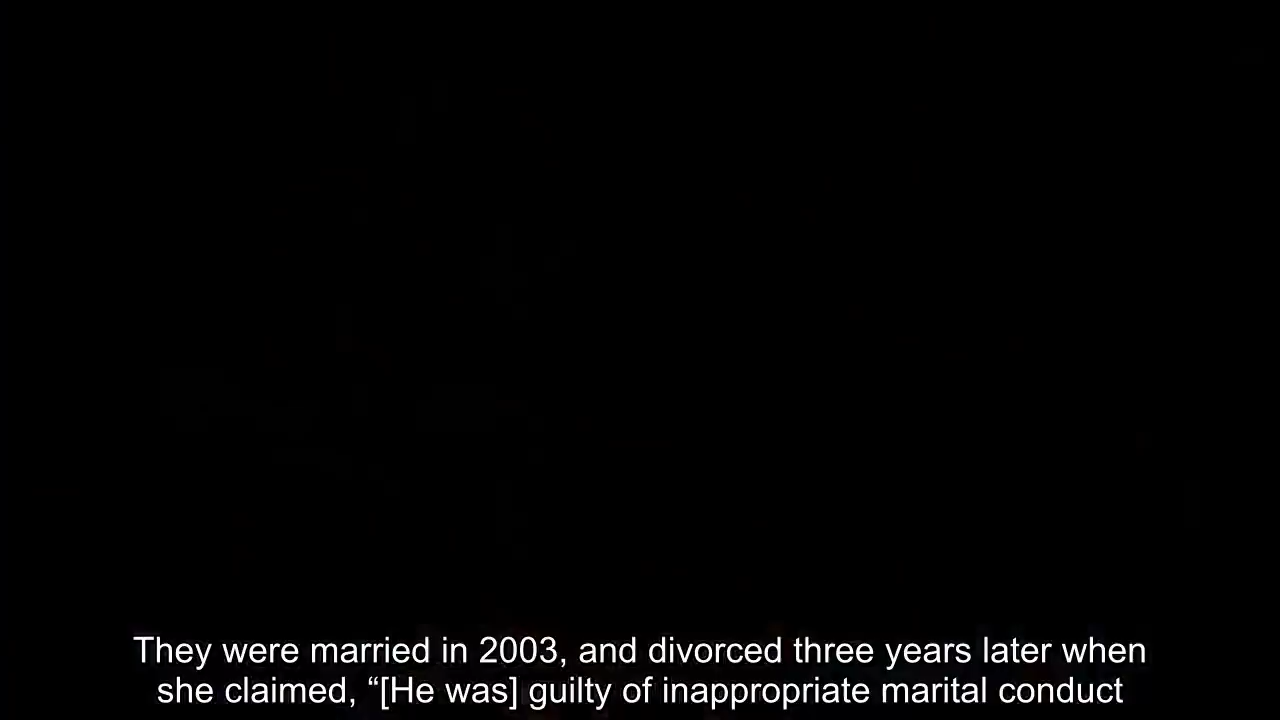 They were married in 2003, and divorced three years later when
she claimed, “[He was] guilty of inappropriate marital conduct